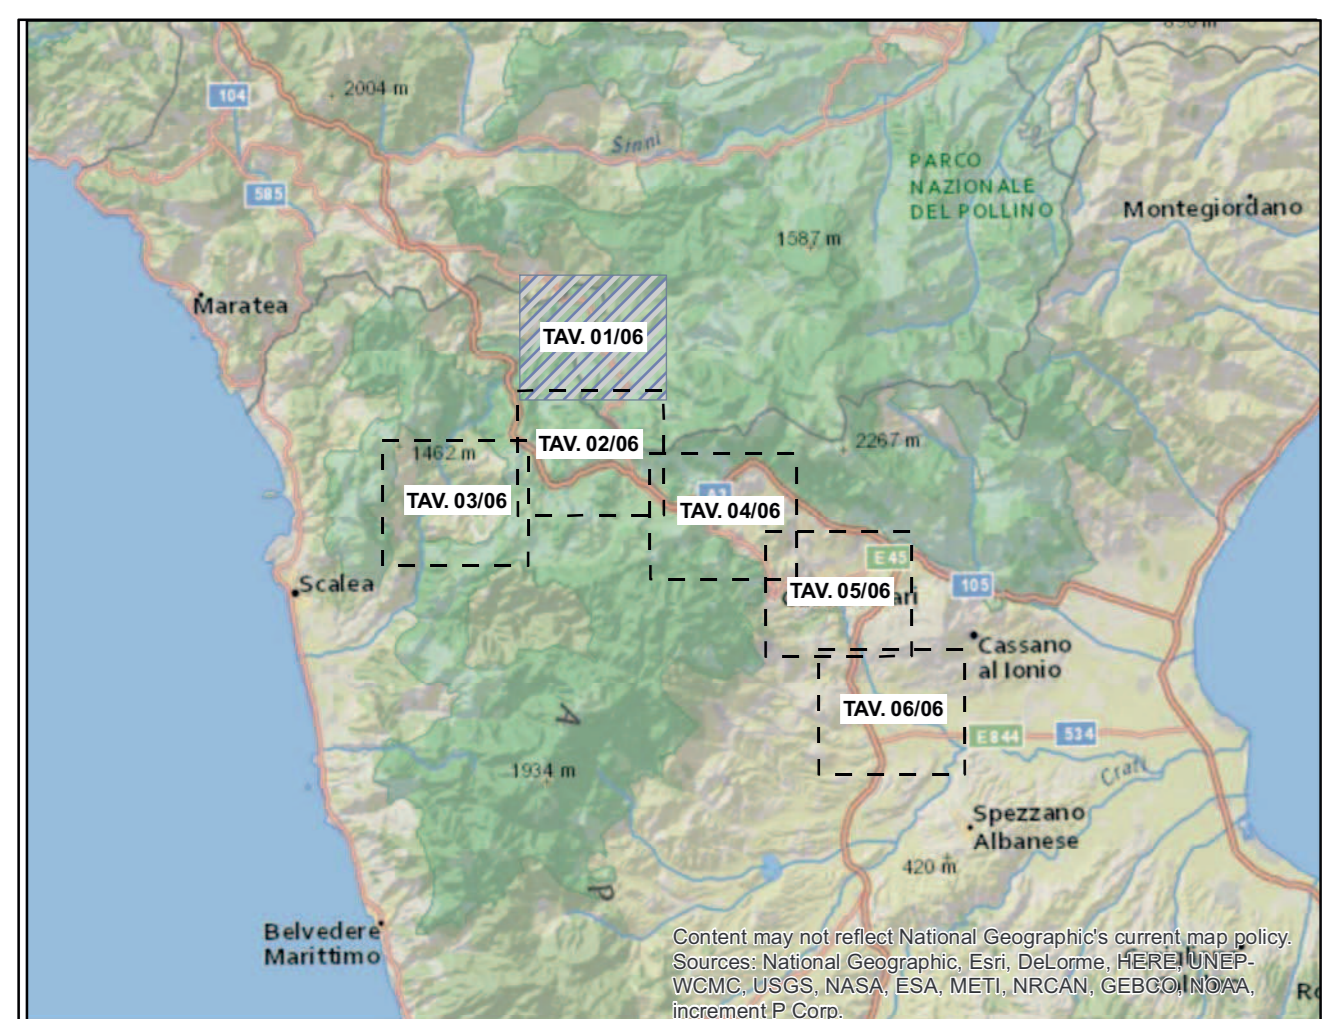 104
2004 m
Sinni
585
PARCO
NAZIONALE
DEL POLLINO
Montegiordano
1587 m
Maratea
TAV. 01/06
TAV. 02/06
2267 m
1462 m
TAV. 03/06
TAV. 04/06
E45
105
Scalea
TAV. 05/06
Cassano
al Ionio
TAV. 06/06
E844
534
A
1934 m
Crati
Spezzano
Albanese
420 m
P
Belvedere
Marittimo
Content may not reflect National Geographic's current map policy.
Sources: National Geographic, Esri, DeLorme, HERE, UNEP-
WCMC, USGS, NASA, ESA, METI, NRCAN, GEBCO, NOAA,
increment P Corp.